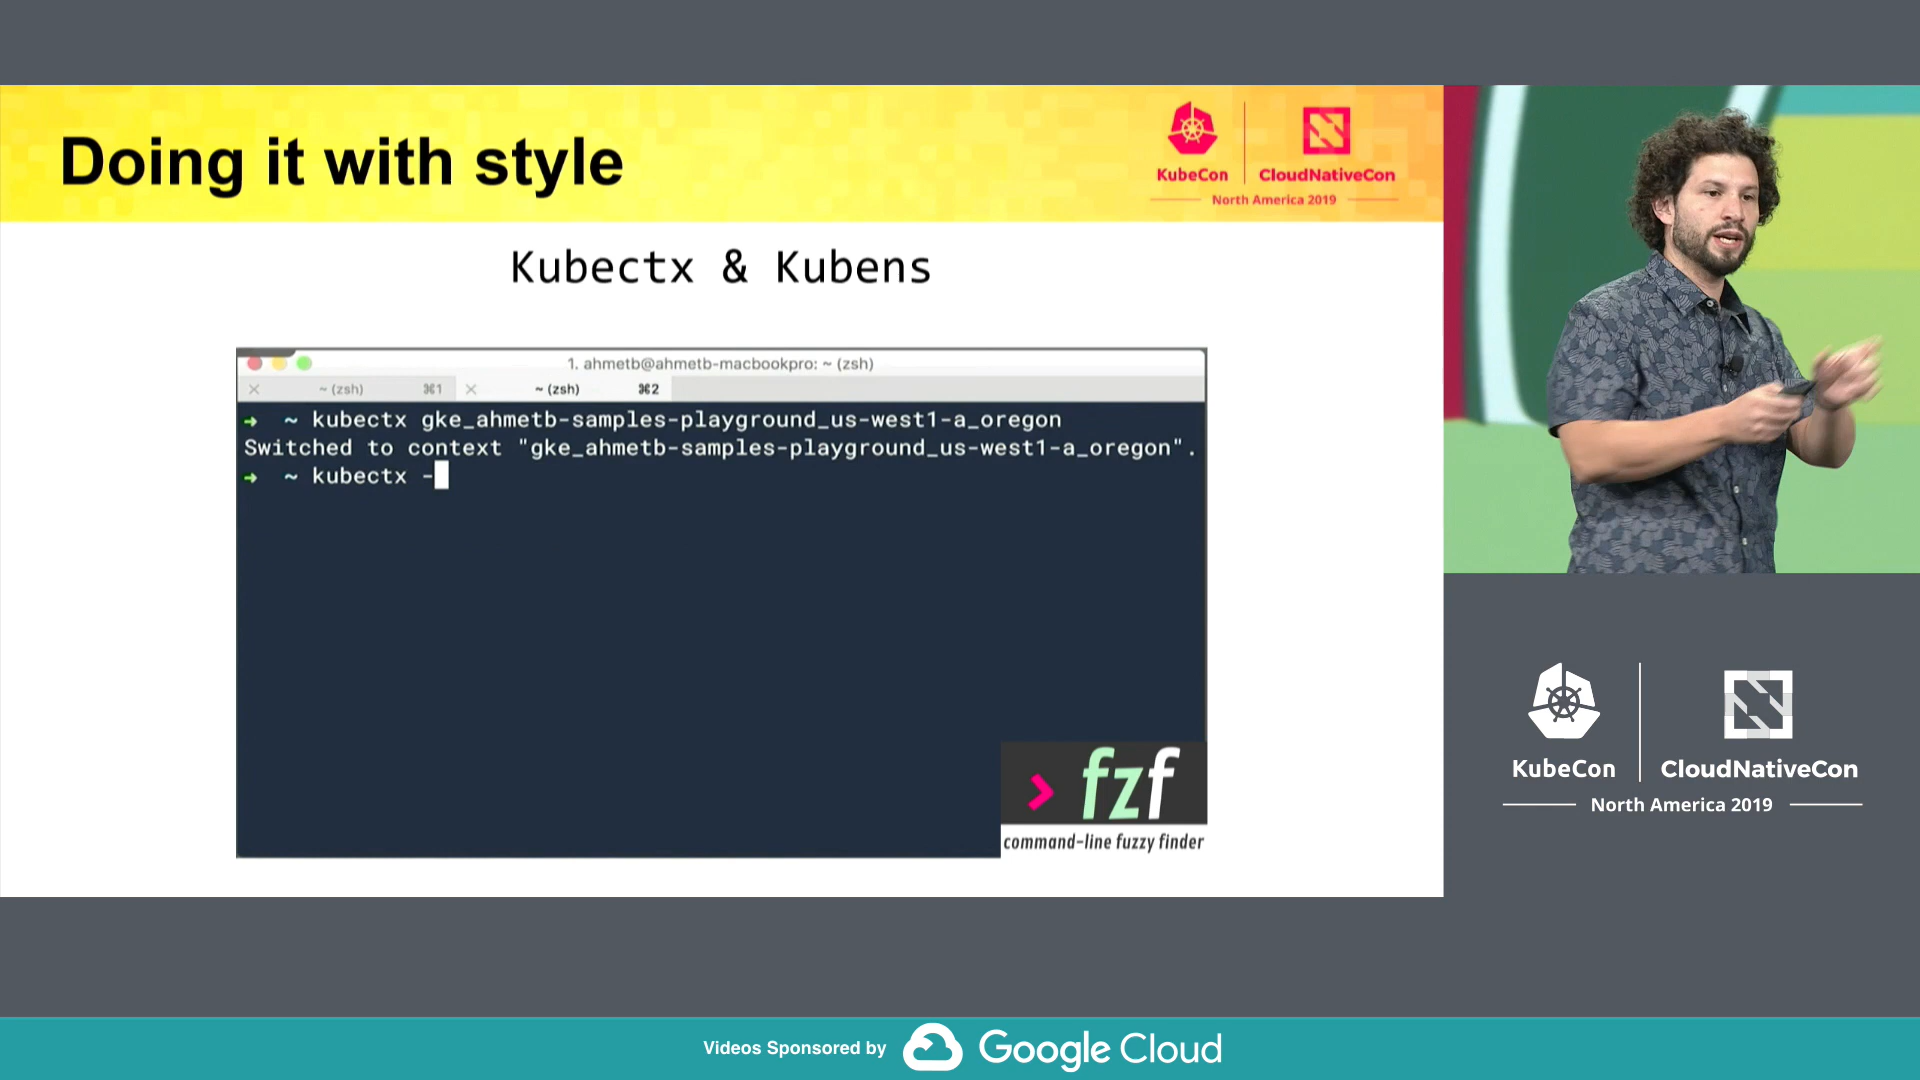 Doing it with style
KubeCon
CloudNativeCon
North America 2019
Kubectx & Kubens
1. ahmetb@ahmetb-macbookpro: ~ (zsh)
~ (zsh) ⌘1
~ (zsh) ⌘2
➜ ~ kubectx gke_ahmetb-samples-playground_us-west1-a_oregon
Switched to context "gke_ahmetb-samples-playground_us-west1-a_oregon".
➜ ~ kubectx -
> fzf
command-line fuzzy finder
KubeCon
CloudNativeCon
North America 2019
Videos Sponsored by Google Cloud